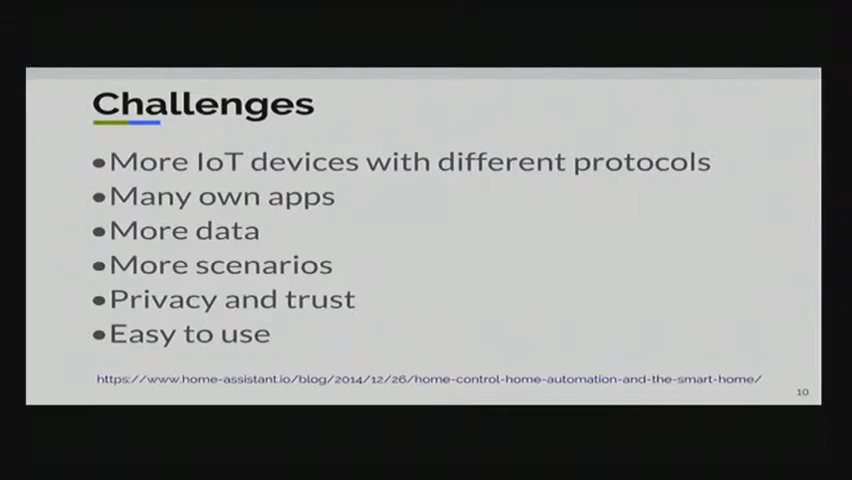 Challenges
●More IoT devices with different protocols
●Many own apps
●More data
●More scenarios
●Privacy and trust
●Easy to use
https://www.home-assistant.io/blog/2014/12/26/home-control-home-automation-and-the-smart-home/
10